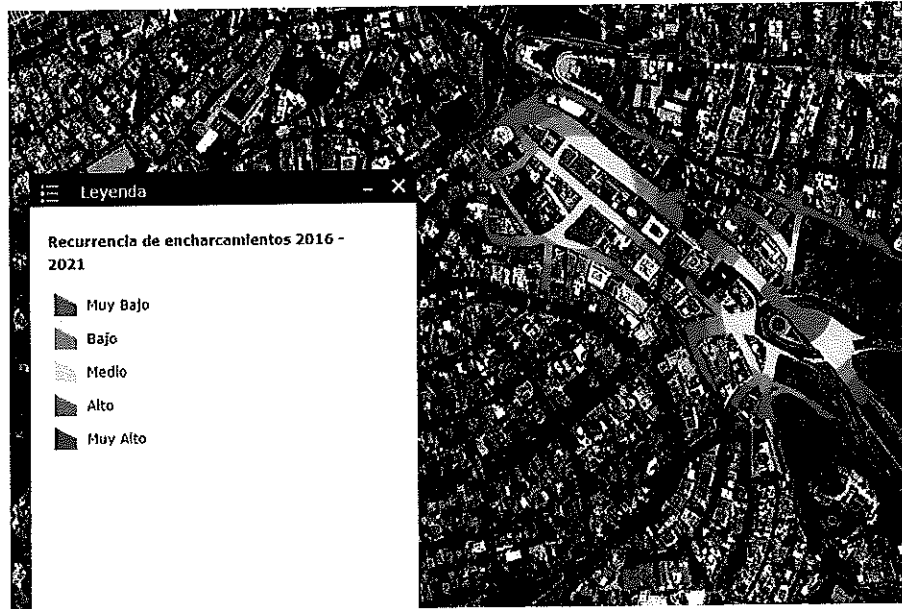 Leyenda
Recurrencia de encharcamientos 2016 -
2021
Muy Bajo
Bajo
Medio
Alto
Muy Alto